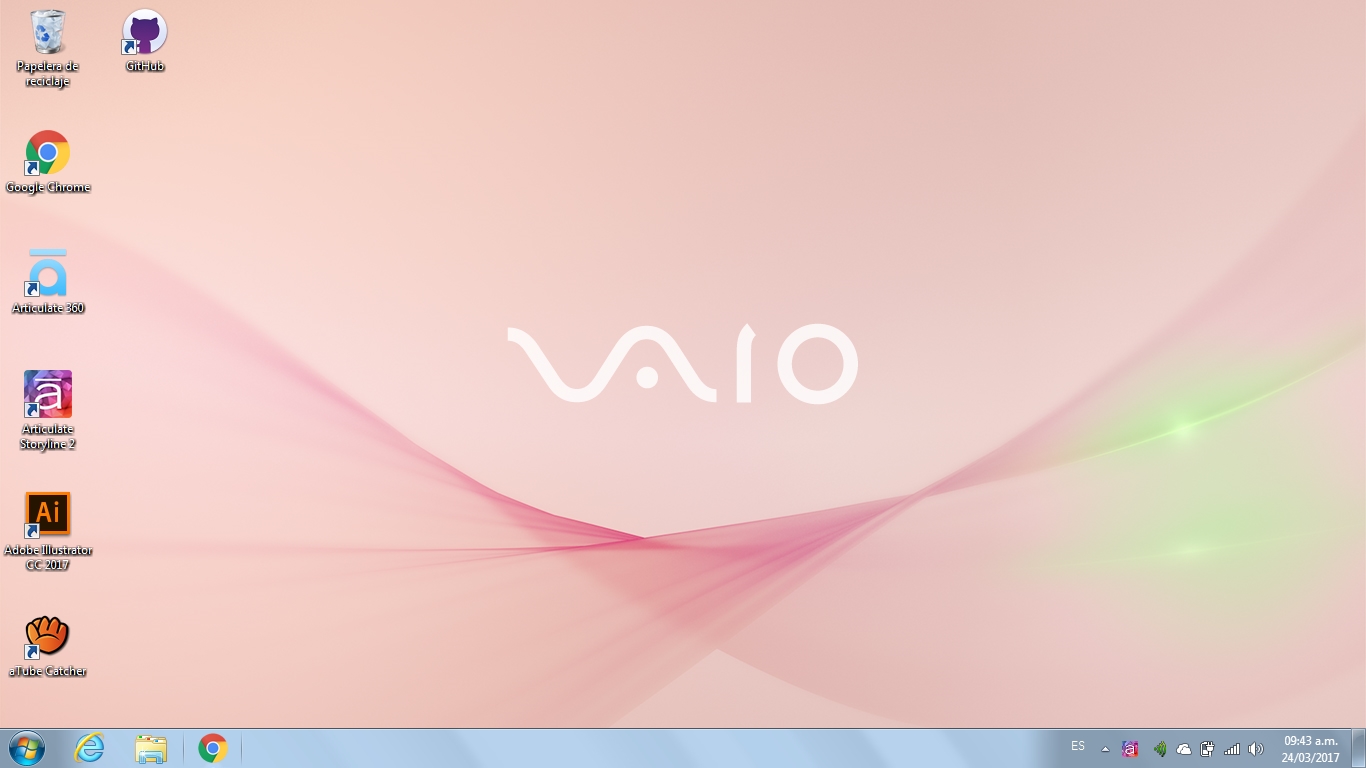 Papelera de
reciclaje
GitHub
Google Chrome
Articulate 360
Articulate
Storyline 2
Ai
Adobe Illustrator
CC 2017
aTube Catcher
VAIO
ES
09:43 a.m.
24/03/2017